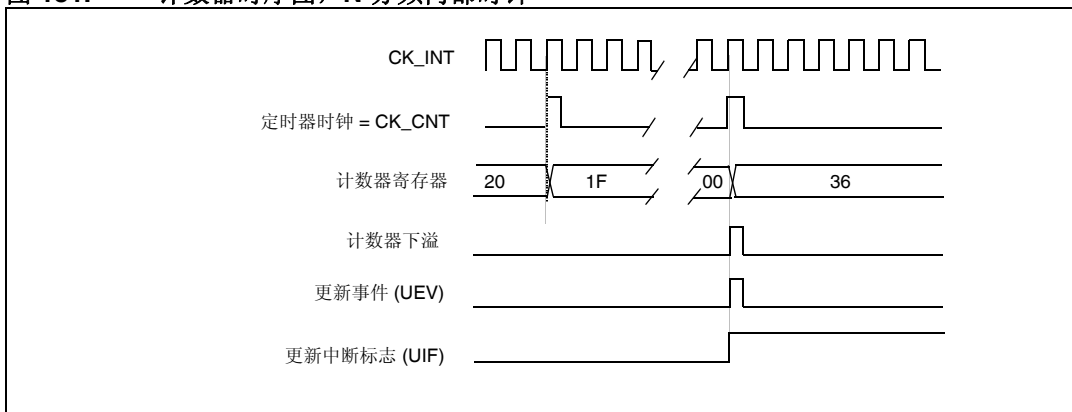 CK_INT
定时器时钟 = CK_CNT
计数器寄存器 20 1F 00 36
计数器下溢
更新事件 (UEV)
更新中断标志 (UIF)